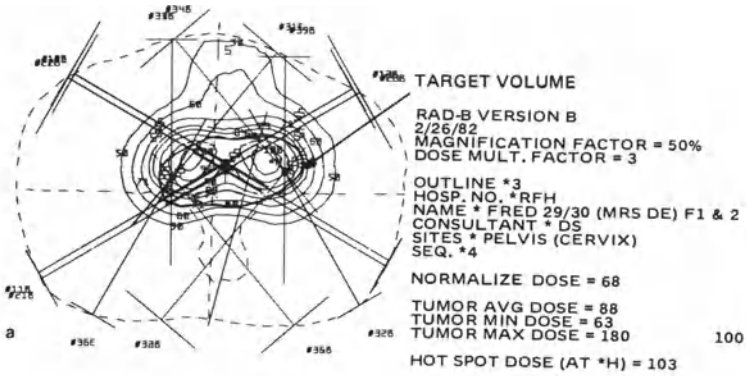 TARGET VOLUME
RAD-B VERSION B
2/26/82
MAGNIFICATION FACTOR = 50%
DOSE MULT. FACTOR = 3
OUTLINE *3
HOSP. NO. *RFH
NAME * FRED 29/30 (MRS DE) F1 & 2
CONSULTANT * DS
SITES * PELVIS (CERVIX)
SEQ. *4
NORMALIZE DOSE = 68
TUMOR AVG DOSE = 88
TUMOR MIN DOSE = 63
TUMOR MAX DOSE = 180 100
HOT SPOT DOSE (AT *H) = 103
a